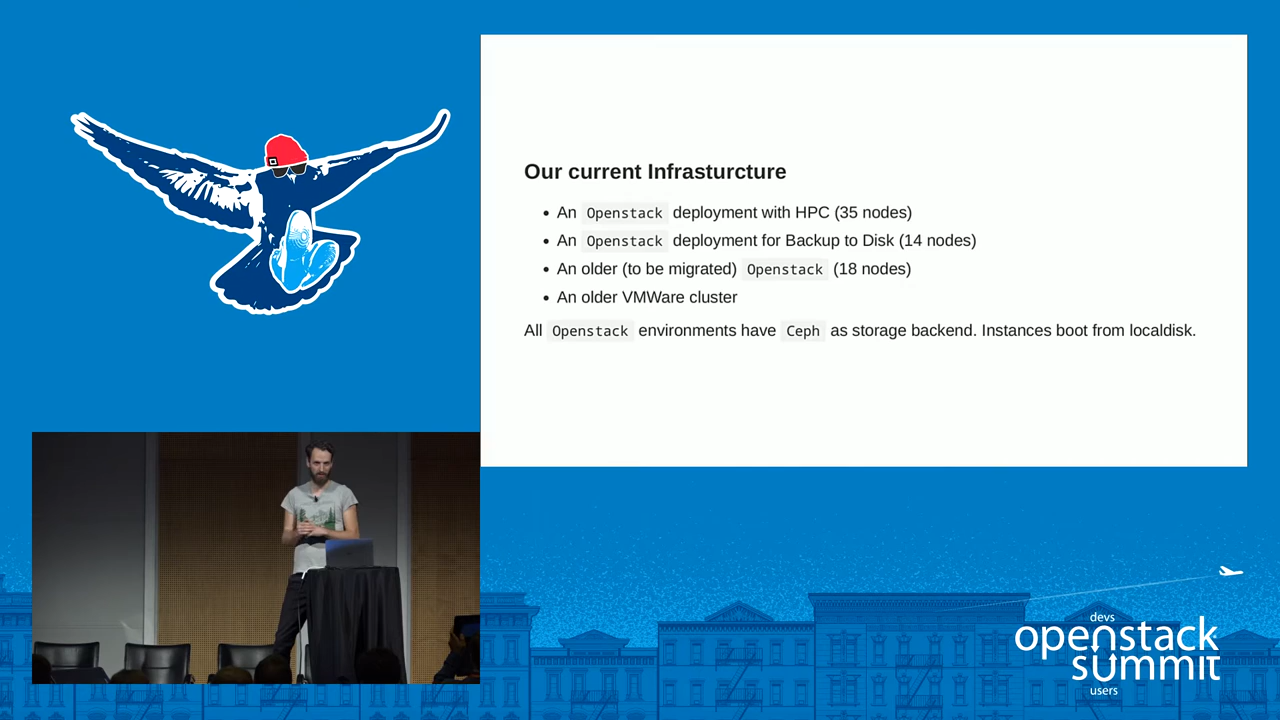 Our current Infrasturcture
• An Openstack deployment with HPC (35 nodes)
• An Openstack deployment for Backup to Disk (14 nodes)
• An older (to be migrated) Openstack (18 nodes)
• An older VMWare cluster
All Openstack environments have Ceph as storage backend. Instances boot from localdisk.
devs
openstack
summit
users